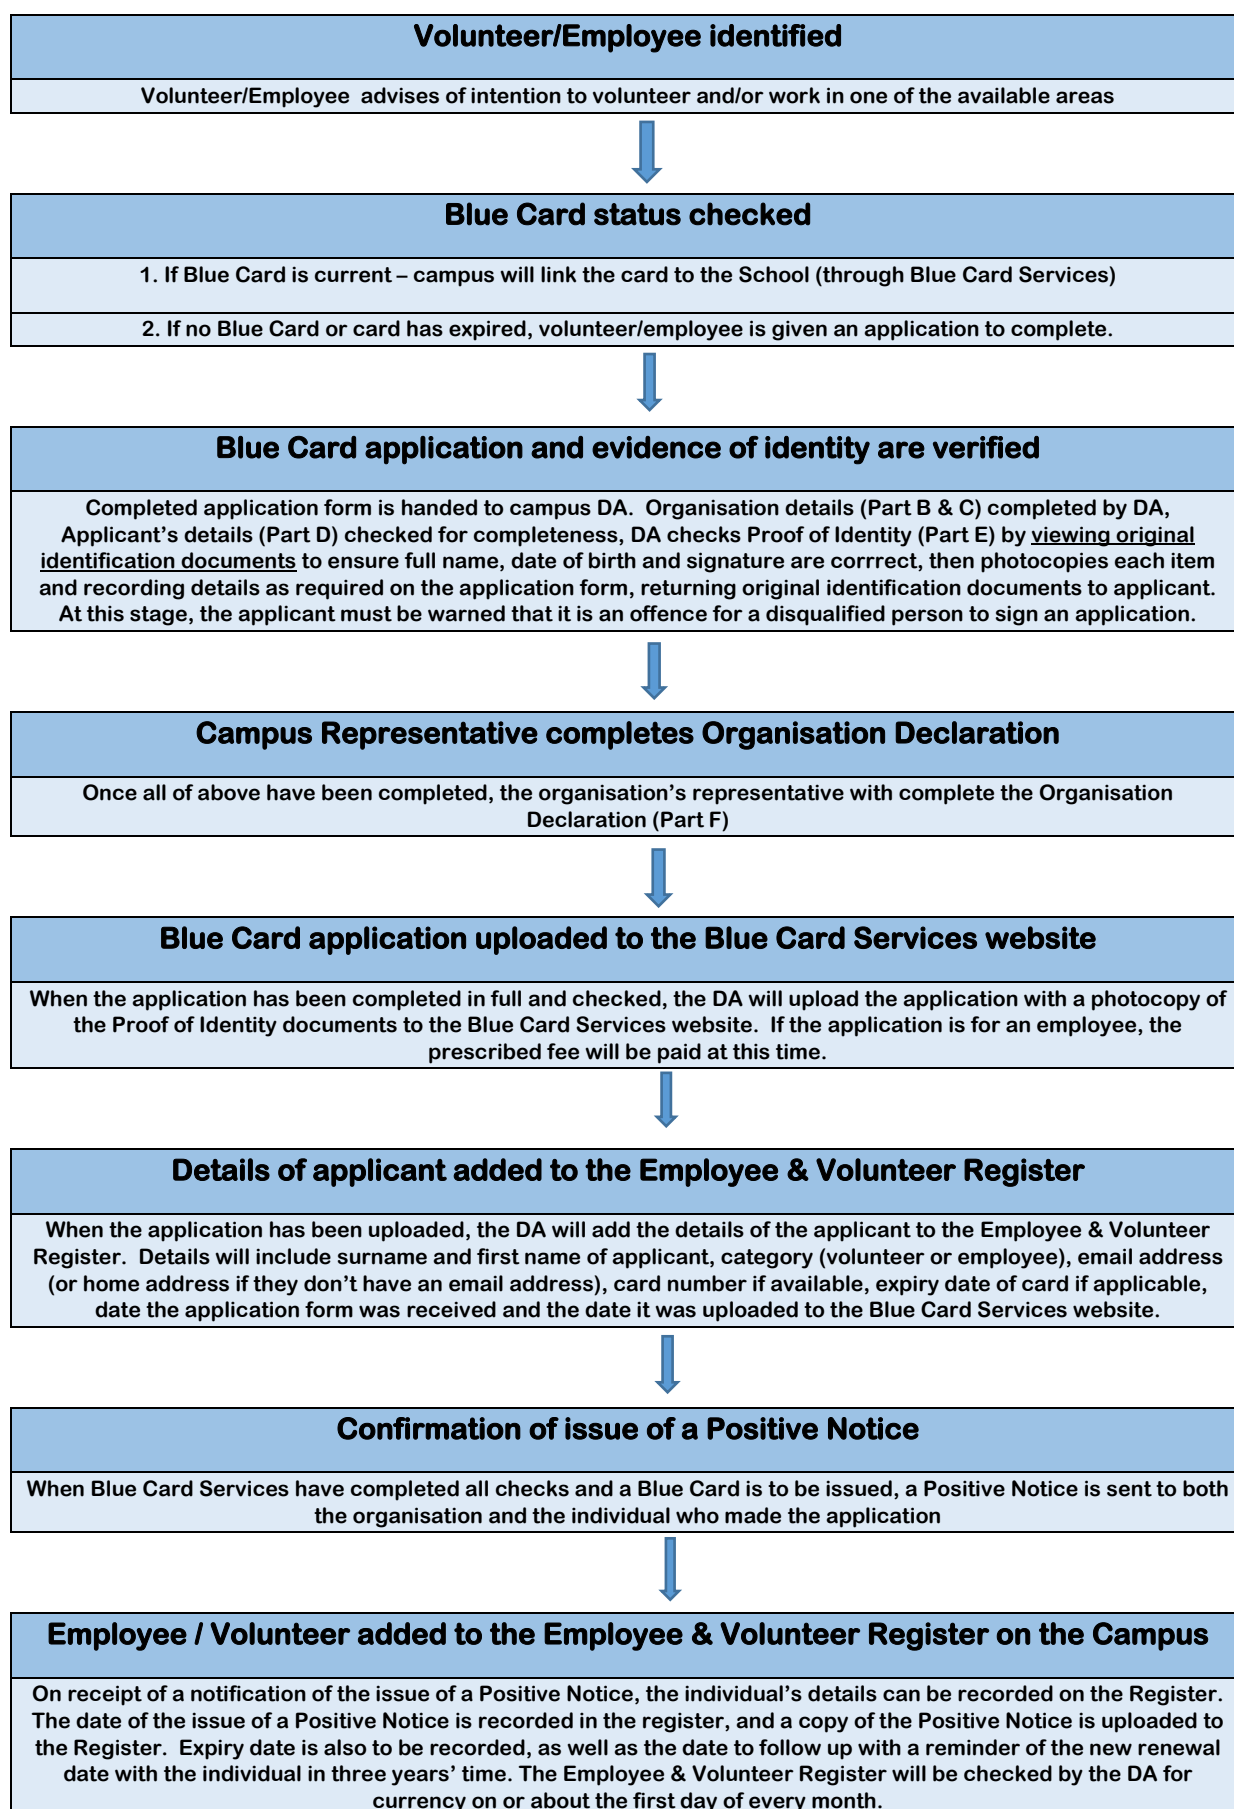 Volunteer/Employee identified
Volunteer/Employee  advises of intention to volunteer and/or work in one of the available areas
Blue Card status checked
1. If Blue Card is current – campus will link the card to the School (through Blue Card Services)
2. If no Blue Card or card has expired, volunteer/employee is given an application to complete.
Blue Card application and evidence of identity are verified
Completed application form is handed to campus DA.  Organisation details (Part B & C) completed by DA,
Applicant’s details (Part D) checked for completeness, DA checks Proof of Identity (Part E) by viewing original
identification documents to ensure full name, date of birth and signature are corrrect, then photocopies each item
and recording details as required on the application form, returning original identification documents to applicant.
At this stage, the applicant must be warned that it is an offence for a disqualified person to sign an application.
Campus Representative completes Organisation Declaration
Once all of above have been completed, the organisation’s representative with complete the Organisation
Declaration (Part F)
Blue Card application uploaded to the Blue Card Services website
When the application has been completed in full and checked, the DA will upload the application with a photocopy of
the Proof of Identity documents to the Blue Card Services website.  If the application is for an employee, the
prescribed fee will be paid at this time.
Details of applicant added to the Employee & Volunteer Register
When the application has been uploaded, the DA will add the details of the applicant to the Employee & Volunteer
Register.  Details will include surname and first name of applicant, category (volunteer or employee), email address
(or home address if they don’t have an email address), card number if available, expiry date of card if applicable,
date the application form was received and the date it was uploaded to the Blue Card Services website.
Confirmation of issue of a Positive Notice
When Blue Card Services have completed all checks and a Blue Card is to be issued, a Positive Notice is sent to both
the organisation and the individual who made the application
Employee / Volunteer added to the Employee & Volunteer Register on the Campus
On receipt of a notification of the issue of a Positive Notice, the individual’s details can be recorded on the Register.
The date of the issue of a Positive Notice is recorded in the register, and a copy of the Positive Notice is uploaded to
the Register.  Expiry date is also to be recorded, as well as the date to follow up with a reminder of the new renewal
date with the individual in three years’ time. The Employee & Volunteer Register will be checked by the DA for
currency on or about the first day of every month.